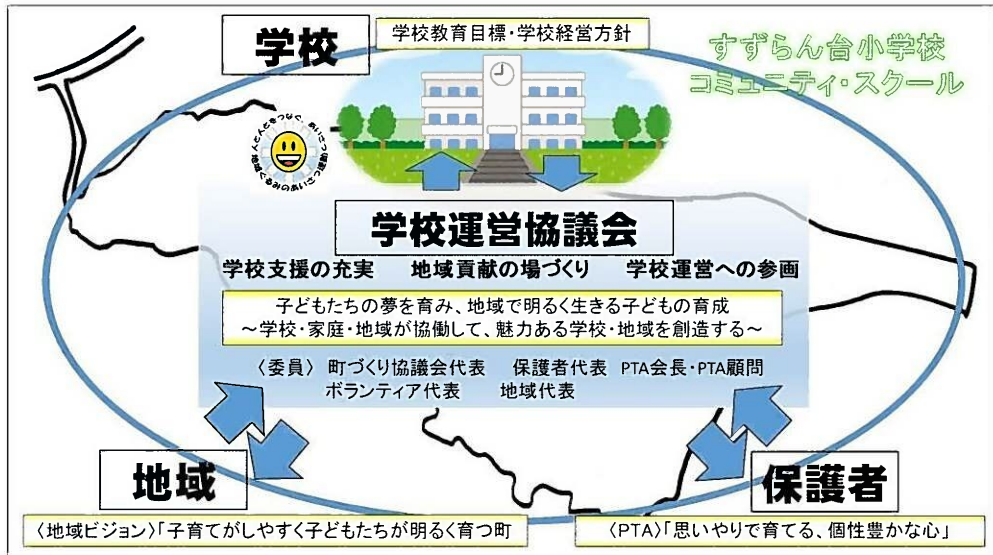 学校
学校教育目標・学校経営方針
すずらん台小学校
コミュニティ・スクール
学校運営協議会
学校支援の充実 地域貢献の場づくり 学校運営への参画
子どもたちの夢を育み、地域で明るく生きる子どもの育成
～学校・家庭・地域が協働して、魅力ある学校・地域を創造する～
〈委員〉 町づくり協議会代表 保護者代表 PTA会長・PTA顧問
ボランティア代表 地域代表
地域
保護者
〈地域ビジョン〉「子育てがしやすく子どもたちが明るく育つ町
〈PTA〉「思いやりで育てる、個性豊かな心」